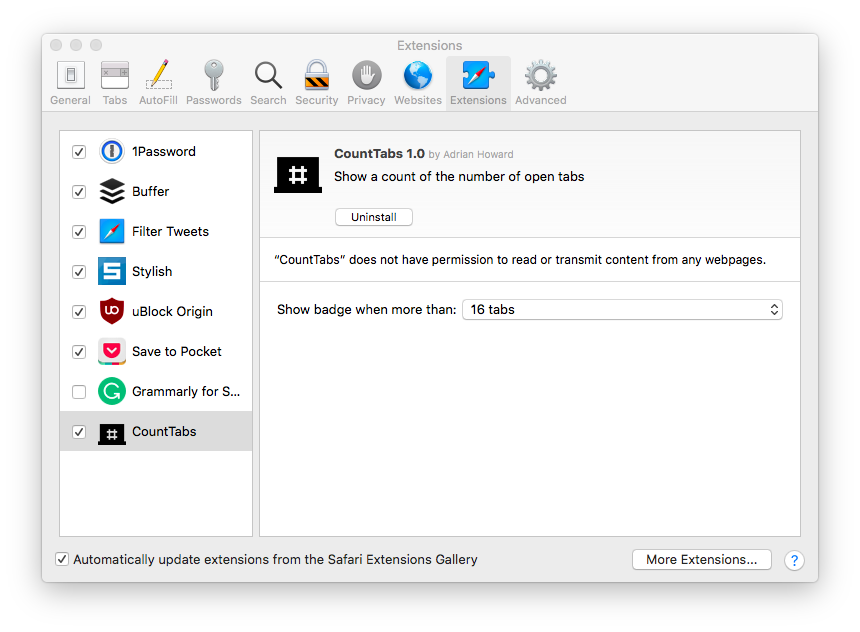 Extensions
General Tabs AutoFill Passwords Search Security Privacy Websites Extensions Advanced
1Password
Buffer
Filter Tweets
Stylish
uBlock Origin
Save to Pocket
Grammarly for S...
CountTabs
CountTabs 1.0 by Adrian Howard
Show a count of the number of open tabs
Uninstall
“CountTabs” does not have permission to read or transmit content from any webpages.
Show badge when more than: 16 tabs
Automatically update extensions from the Safari Extensions Gallery
More Extensions...
?